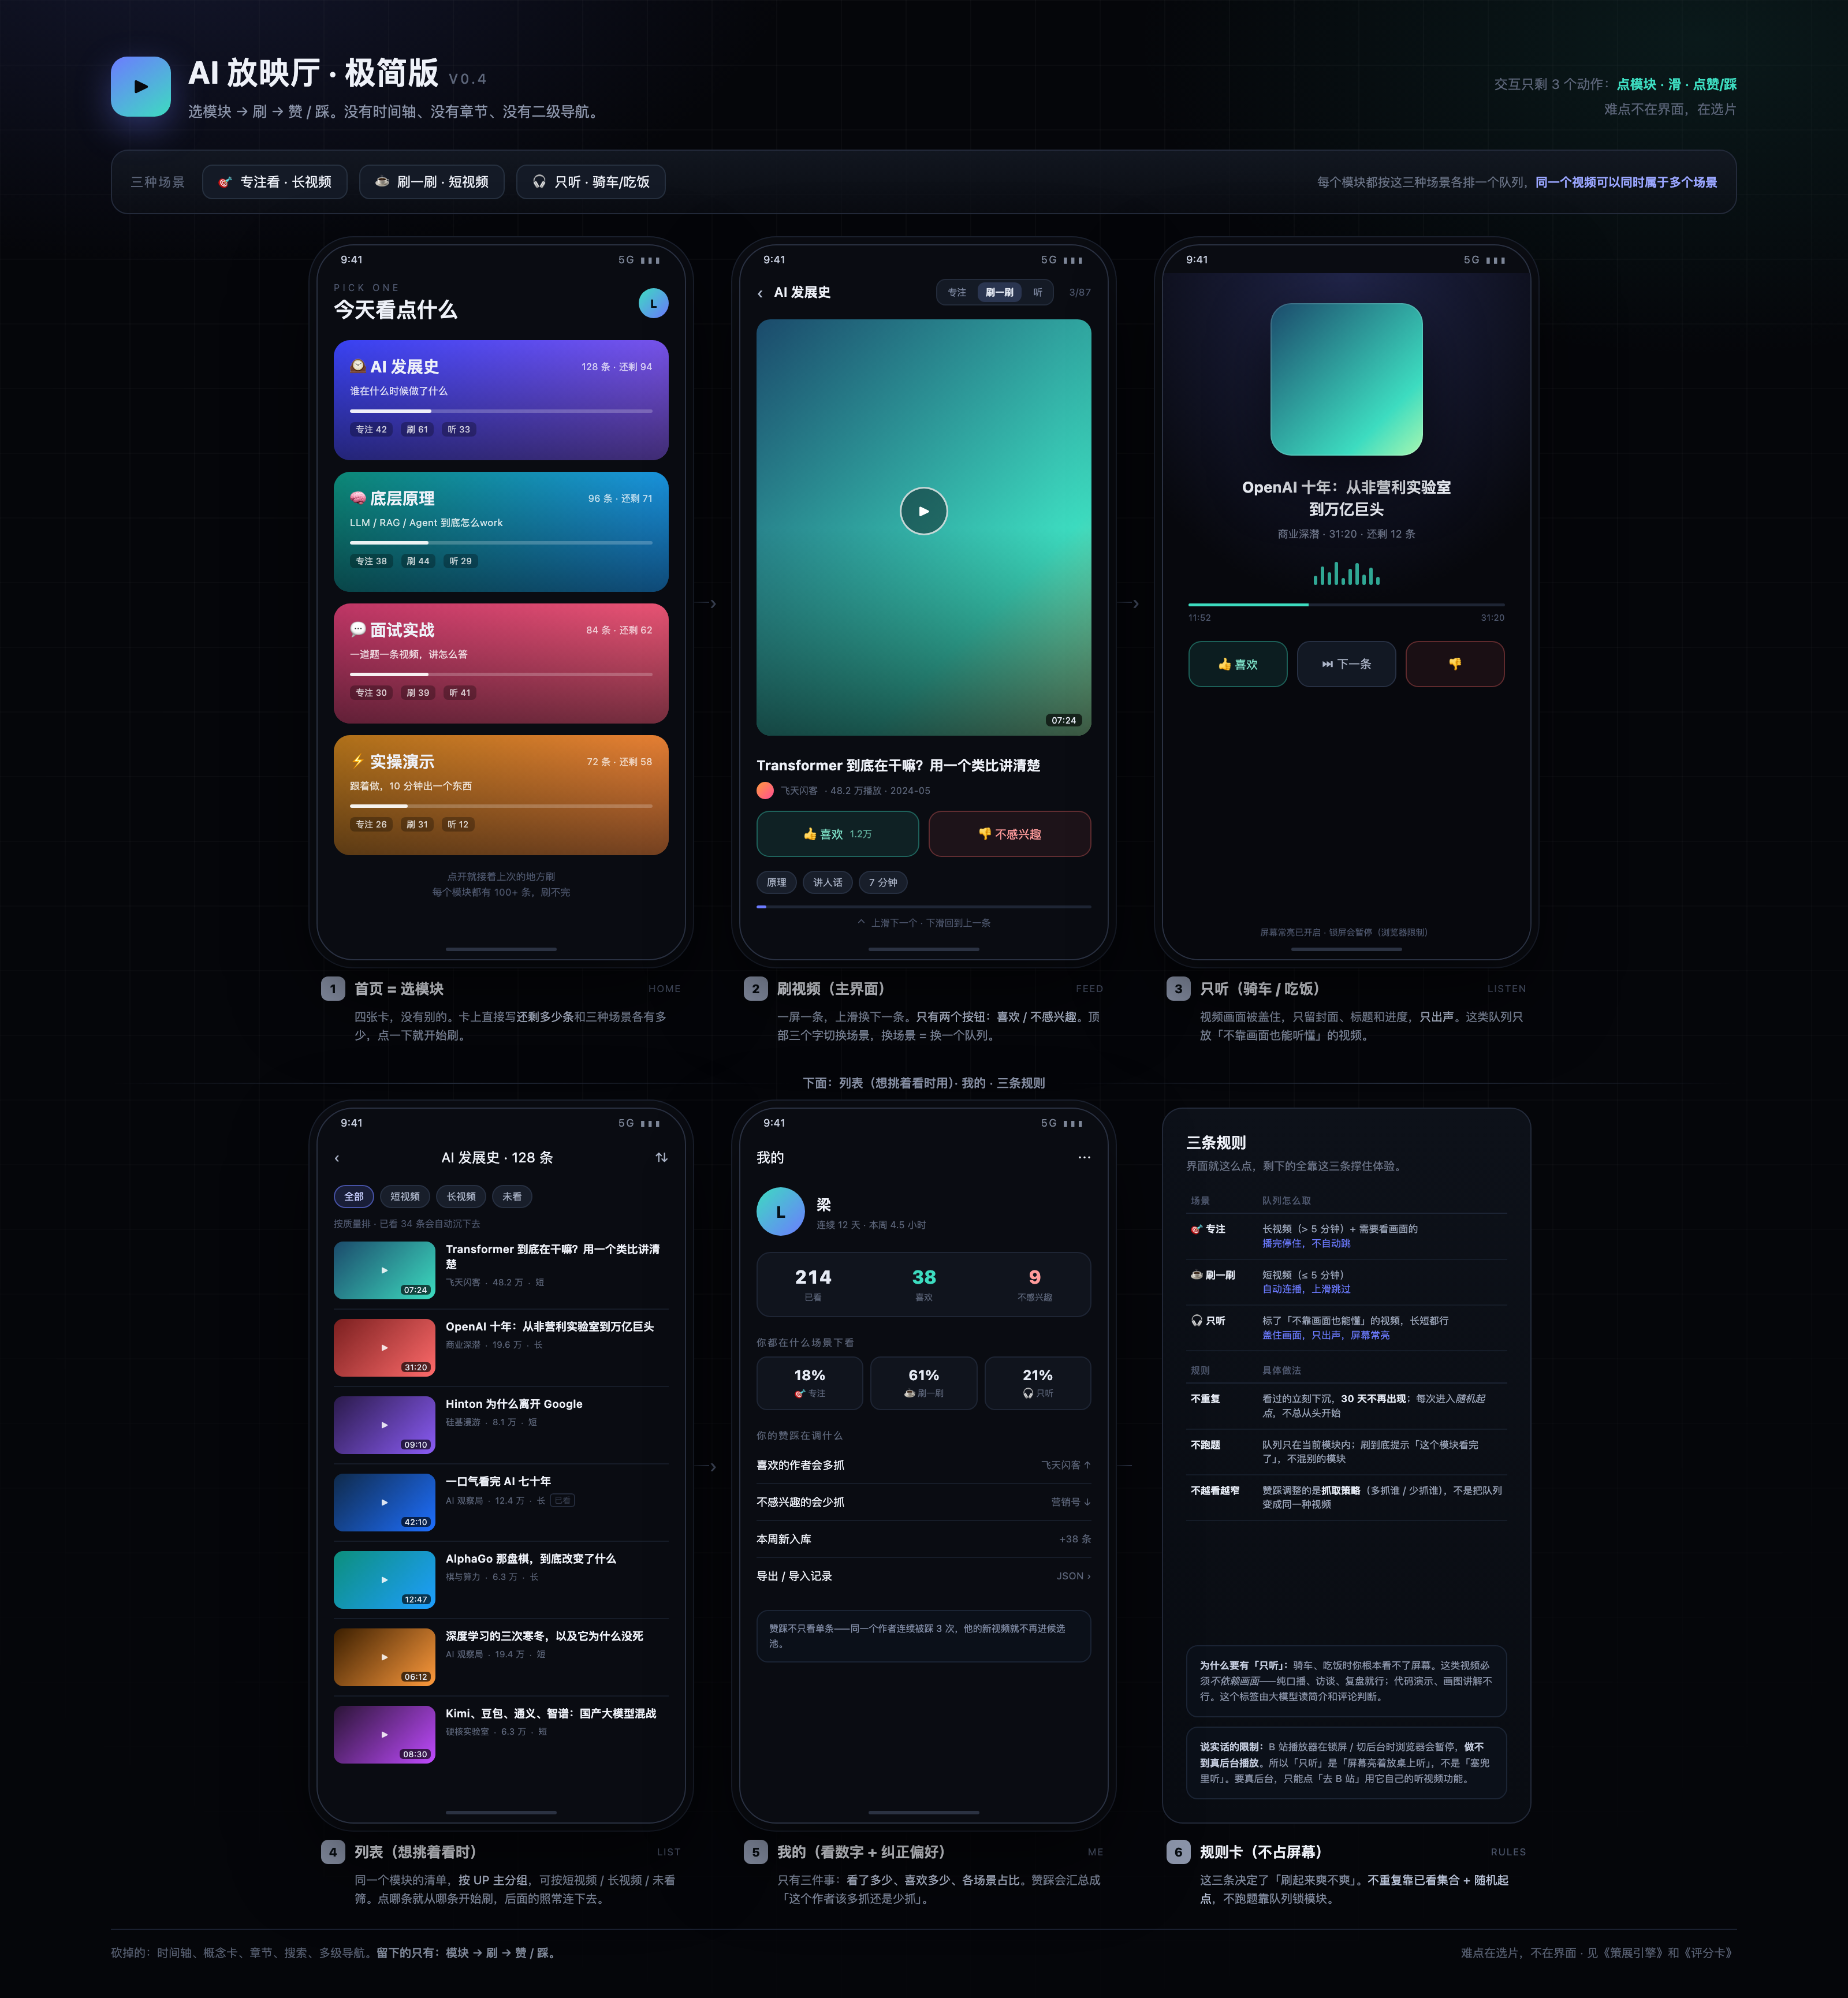 AI 放映厅 · 极简版 V0.4
选模块 → 刷 → 赞 / 踩。没有时间轴、没有章节、没有二级导航。
交互只剩 3 个动作：点模块 · 滑 · 点赞/踩
难点不在界面，在选片
三种场景
🎯 专注看 · 长视频
☕ 刷一刷 · 短视频
🎧 只听 · 骑车/吃饭
每个模块都按这三种场景各排一个队列，同一个视频可以同时属于多个场景
9:41 5G
PICK ONE
今天看点什么
L
🕰️ AI 发展史 128 条 · 还剩 94
谁在什么时候做了什么
专注 42 刷 61 听 33
🧠 底层原理 96 条 · 还剩 71
LLM / RAG / Agent 到底怎么work
专注 38 刷 44 听 29
💬 面试实战 84 条 · 还剩 62
一道题一条视频，讲怎么答
专注 30 刷 39 听 41
⚡ 实操演示 72 条 · 还剩 58
跟着做，10 分钟出一个东西
专注 26 刷 31 听 12
点开就接着上次的地方刷
每个模块都有 100+ 条，刷不完
1 首页 = 选模块 HOME
四张卡，没有别的。卡上直接写还剩多少条和三种场景各有多
少，点一下就开始刷。
9:41 5G
‹ AI 发展史 专注 刷一刷 听 3/87
07:24
Transformer 到底在干嘛？用一个类比讲清楚
飞天闪客 · 48.2 万播放 · 2024-05
👍 喜欢 1.2万
👎 不感兴趣
原理 讲人话 7 分钟
⌃ 上滑下一个 · 下滑回到上一条
2 刷视频（主界面） FEED
一屏一条，上滑换下一条。只有两个按钮：喜欢 / 不感兴趣。顶
部三个字切换场景，换场景 = 换一个队列。
9:41 5G
OpenAI 十年：从非营利实验室
到万亿巨头
商业深潜 · 31:20 · 还剩 12 条
11:52 31:20
👍 喜欢 ⏭ 下一条 👎
屏幕常亮已开启 · 锁屏会暂停（浏览器限制）
3 只听（骑车 / 吃饭） LISTEN
视频画面被盖住，只留封面、标题和进度，只出声。这类队列只
放「不靠画面也能听懂」的视频。
下面：列表（想挑着看时用）· 我的 · 三条规则
9:41 5G
‹ AI 发展史 · 128 条 ⇅
全部 短视频 长视频 未看
按质量排 · 已看 34 条会自动沉下去
07:24
Transformer 到底在干嘛？用一个类比讲清
楚
飞天闪客 · 48.2 万 · 短
31:20
OpenAI 十年：从非营利实验室到万亿巨头
商业深潜 · 19.6 万 · 长
09:10
Hinton 为什么离开 Google
硅基漫游 · 8.1 万 · 短
42:10
一口气看完 AI 七十年
AI 观察局 · 12.4 万 · 长 已看
12:47
AlphaGo 那盘棋，到底改变了什么
棋与算力 · 6.3 万 · 长
06:12
深度学习的三次寒冬，以及它为什么没死
AI 观察局 · 19.4 万 · 短
08:30
Kimi、豆包、通义、智谱：国产大模型混战
硬核实验室 · 6.3 万 · 短
4 列表（想挑着看时） LIST
同一个模块的清单，按 UP 主分组，可按短视频 / 长视频 / 未看
筛。点哪条就从哪条开始刷，后面的照常连下去。
9:41 5G
我的 ⋯
L
梁
连续 12 天 · 本周 4.5 小时
214 38 9
已看 喜欢 不感兴趣
你都在什么场景下看
18% 61% 21%
🎯 专注 ☕ 刷一刷 🎧 只听
你的赞踩在调什么
喜欢的作者会多抓 飞天闪客 ↑
不感兴趣的会少抓 营销号 ↓
本周新入库 +38 条
导出 / 导入记录 JSON ›
赞踩不只看单条——同一个作者连续被踩 3 次，他的新视频就不再进候选
池。
5 我的（看数字 + 纠正偏好） ME
只有三件事：看了多少、喜欢多少、各场景占比。赞踩会汇总成
「这个作者该多抓还是少抓」。
三条规则
界面就这么点，剩下的全靠这三条撑住体验。
场景 队列怎么取
🎯 专注 长视频（> 5 分钟）+ 需要看画面的
播完停住，不自动跳
☕ 刷一刷 短视频（≤ 5 分钟）
自动连播，上滑跳过
🎧 只听 标了「不靠画面也能懂」的视频，长短都行
盖住画面，只出声，屏幕常亮
规则 具体做法
不重复 看过的立刻下沉，30 天不再出现；每次进入随机起
点，不总从头开始
不跑题 队列只在当前模块内；刷到底提示「这个模块看完
了」，不混别的模块
不越看越窄 赞踩调整的是抓取策略（多抓谁 / 少抓谁），不是把队列
变成同一种视频
为什么要有「只听」：骑车、吃饭时你根本看不了屏幕。这类视频必
须不依赖画面——纯口播、访谈、复盘就行；代码演示、画图讲解不
行。这个标签由大模型读简介和评论判断。
说实话的限制：B 站播放器在锁屏 / 切后台时浏览器会暂停，做不
到真后台播放。所以「只听」是「屏幕亮着放桌上听」，不是「塞兜
里听」。要真后台，只能点「去 B 站」用它自己的听视频功能。
6 规则卡（不占屏幕） RULES
这三条决定了「刷起来爽不爽」。不重复靠已看集合 + 随机起
点，不跑题靠队列锁模块。
砍掉的：时间轴、概念卡、章节、搜索、多级导航。留下的只有：模块 → 刷 → 赞 / 踩。
难点在选片，不在界面 · 见《策展引擎》和《评分卡》